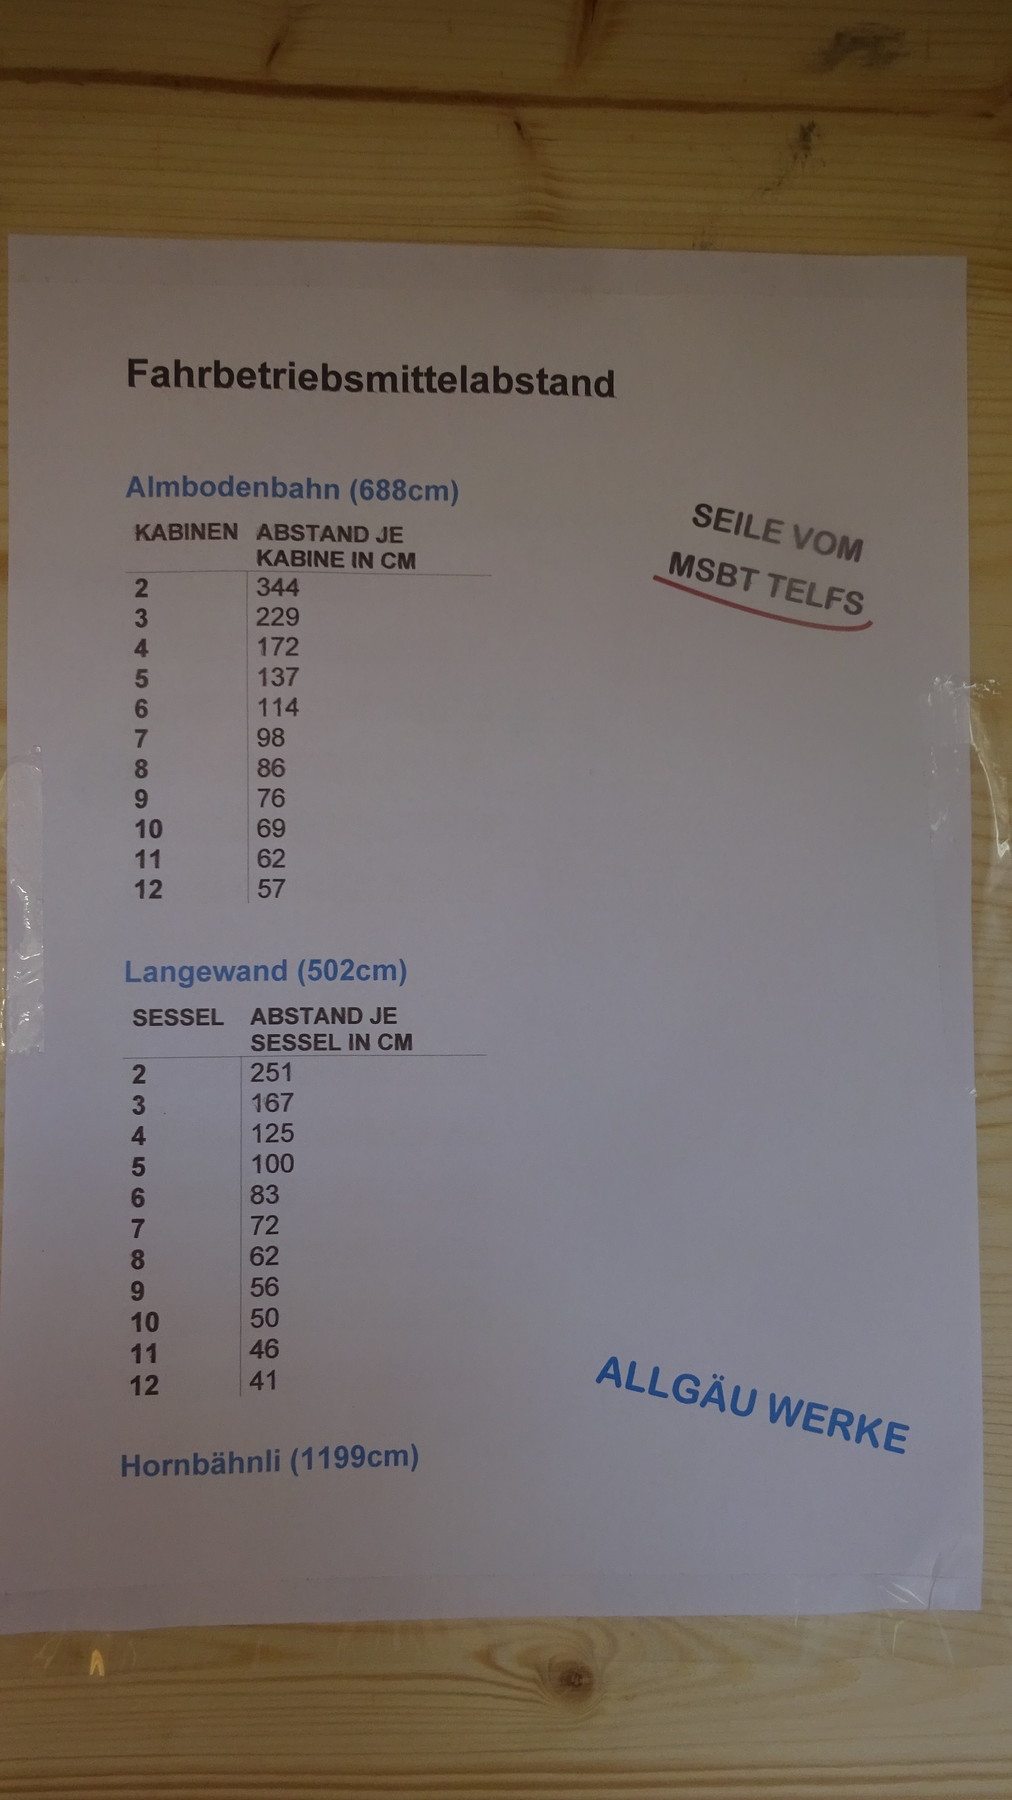 Fahrbetriebsmittelabstand
Almbodenbahn (688cm)
KABINEN ABSTAND JE
KABINE IN CM
2 344
3 229
4 172
5 137
6 114
7 98
8 86
9 76
10 69
11 62
12 57
SEILE VOM
MSBT TELFS
Langewand (502cm)
SESSEL ABSTAND JE
SESSEL IN CM
2 251
3 167
4 125
5 100
6 83
7 72
8 62
9 56
10 50
11 46
12 41
ALLGÄU WERKE
Hornbähnli (1199cm)